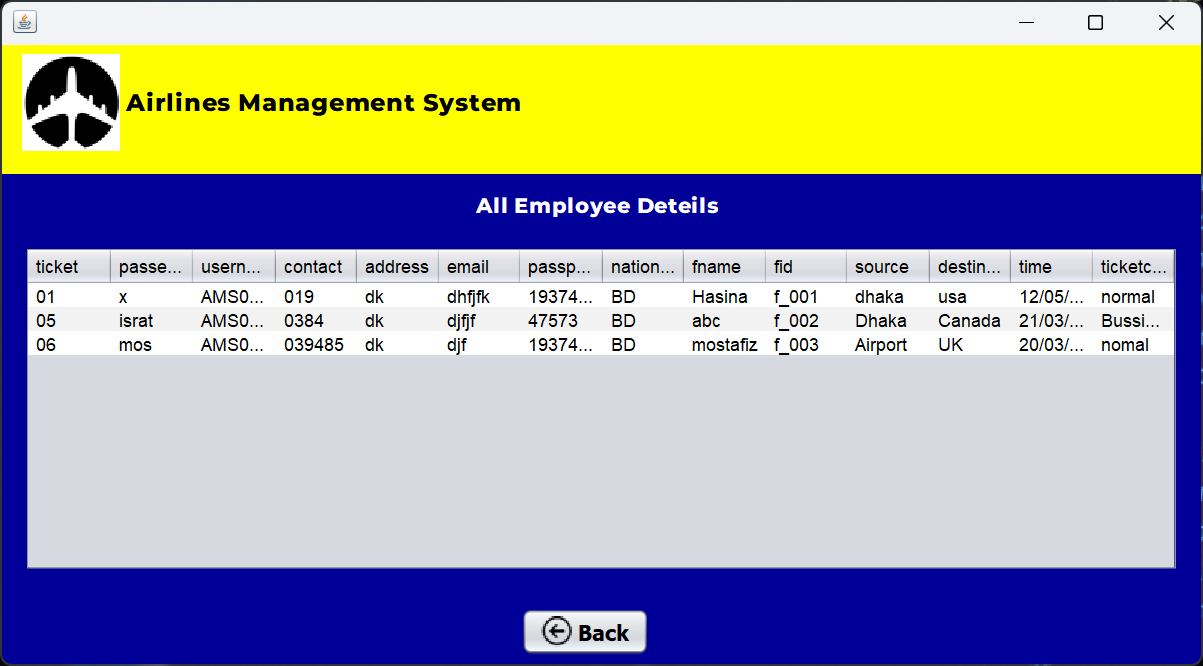 Airlines Management System
All Employee Deteils
ticket passe... usern... contact address email passp... nation... fname fid source destin... time ticketc...
01 x AMS0... 019 dk dhfjfk 19374... BD Hasina f_001 dhaka usa 12/05/... normal
05 israt AMS0... 0384 dk djfjf 47573 BD abc f_002 Dhaka Canada 21/03/... Bussi...
06 mos AMS0... 039485 dk djf 19374... BD mostafiz f_003 Airport UK 20/03/... nomal
Back